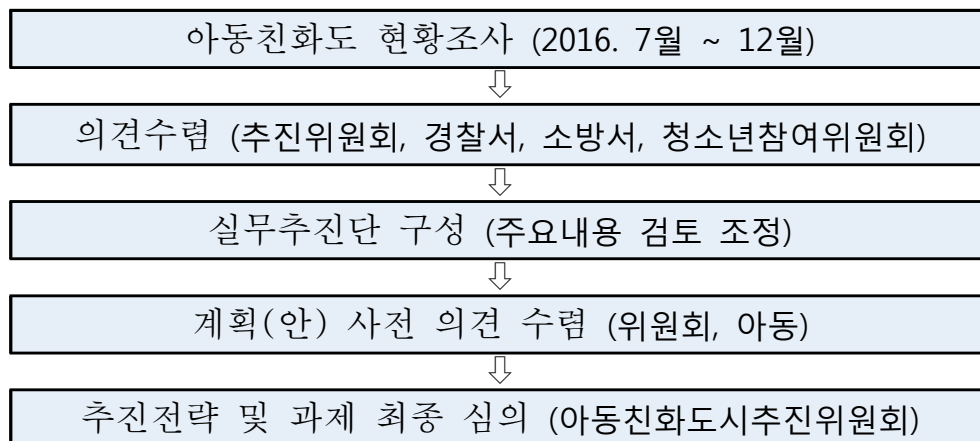 아동친화도 현황조사 (2016. 7월 ~ 12월)
의견수렴 (추진위원회, 경찰서, 소방서, 청소년참여위원회)
실무추진단 구성 (주요내용 검토 조정)
계획(안) 사전 의견 수렴 (위원회, 아동)
추진전략 및 과제 최종 심의 (아동친화도시추진위원회)